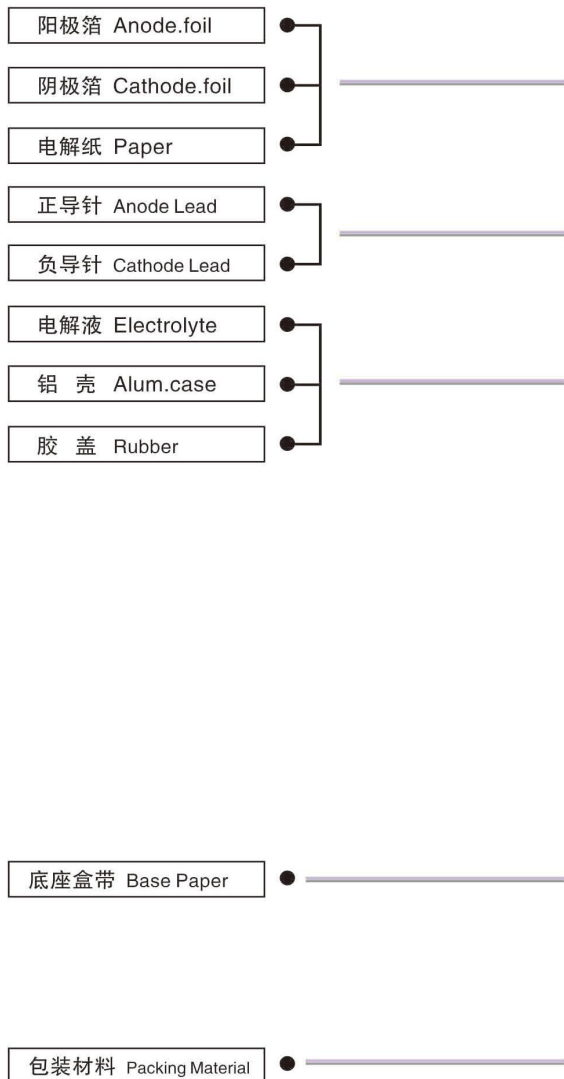 阳极箔 Anode.foil
阴极箔 Cathode.foil
电解纸 Paper
正导针 Anode Lead
负导针 Cathode Lead
电解液 Electrolyte
铝 壳 Alum.case
胶 盖 Rubber
底座盒带 Base Paper
包装材料 Packing Material